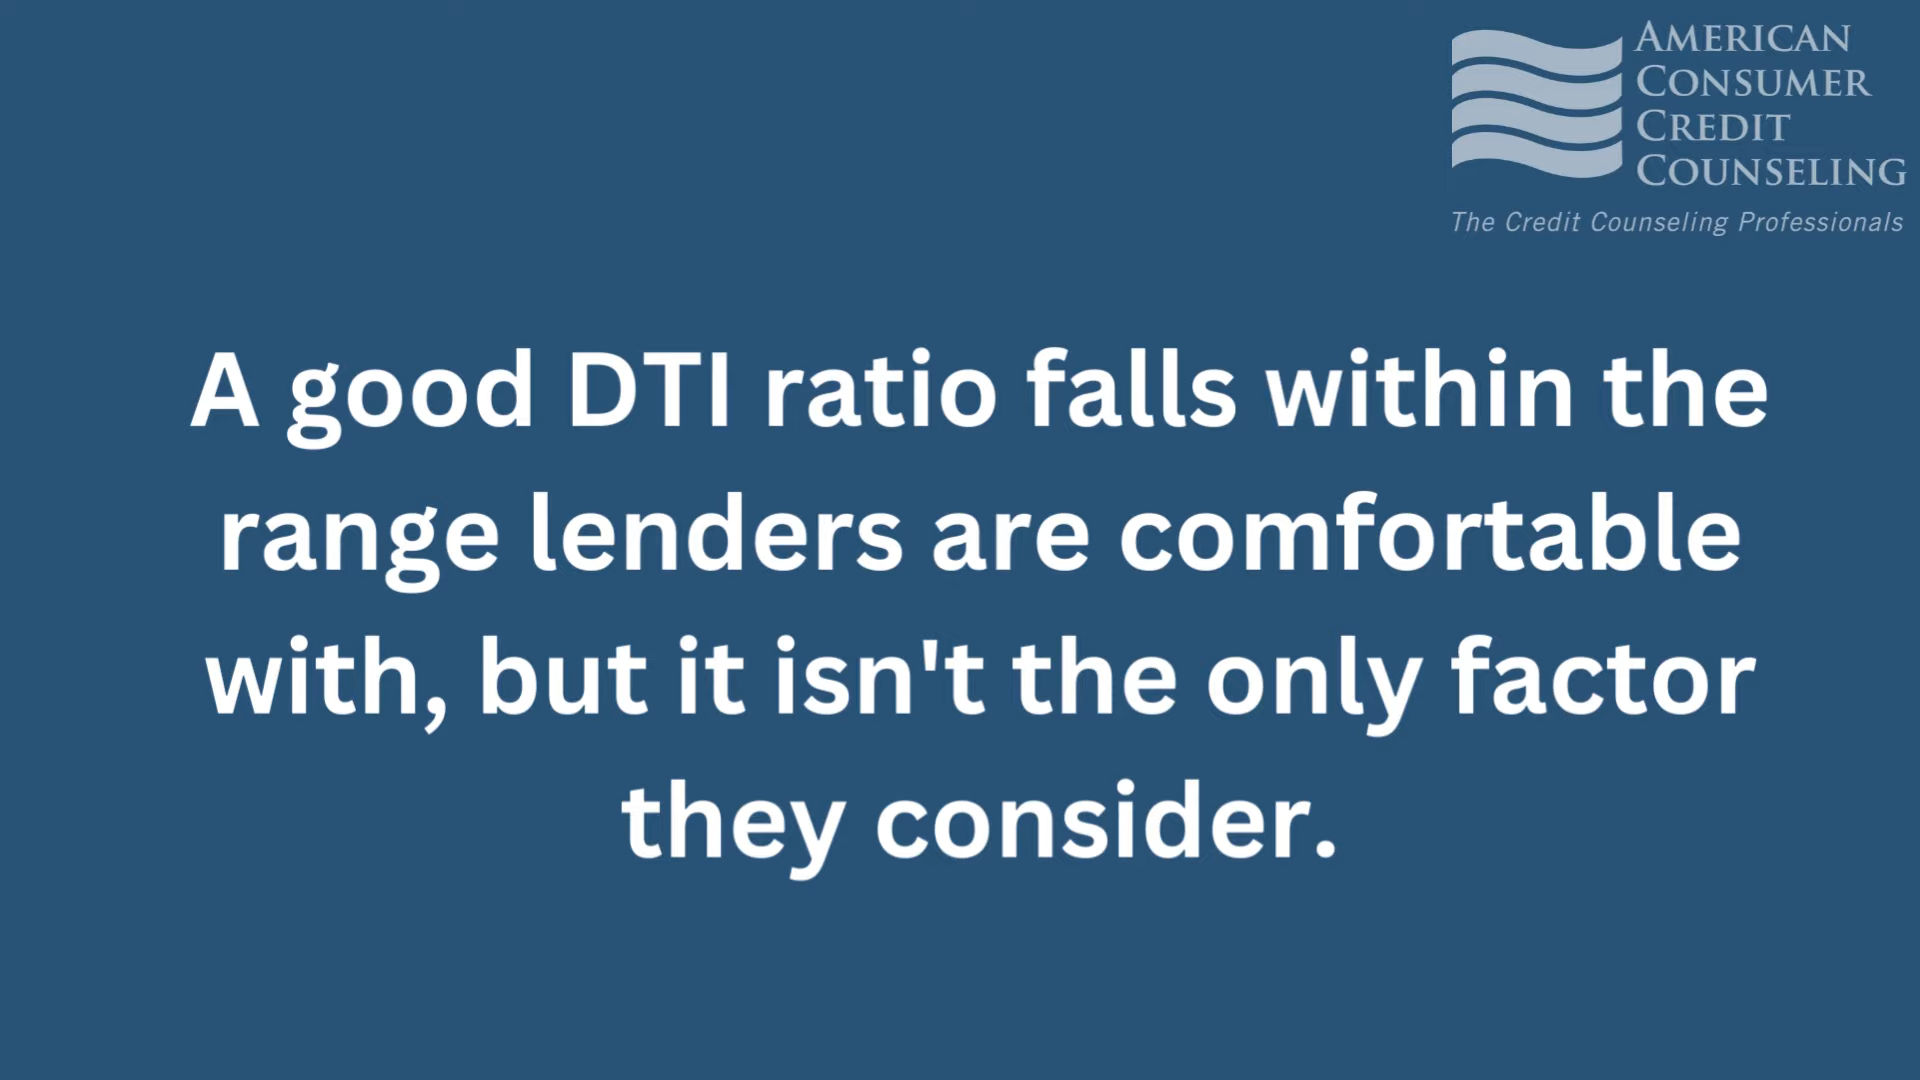 AMERICAN
CONSUMER
CREDIT
COUNSELING
The Credit Counseling Professionals
A good DTI ratio falls within the
range lenders are comfortable
with, but it isn't the only factor
they consider.